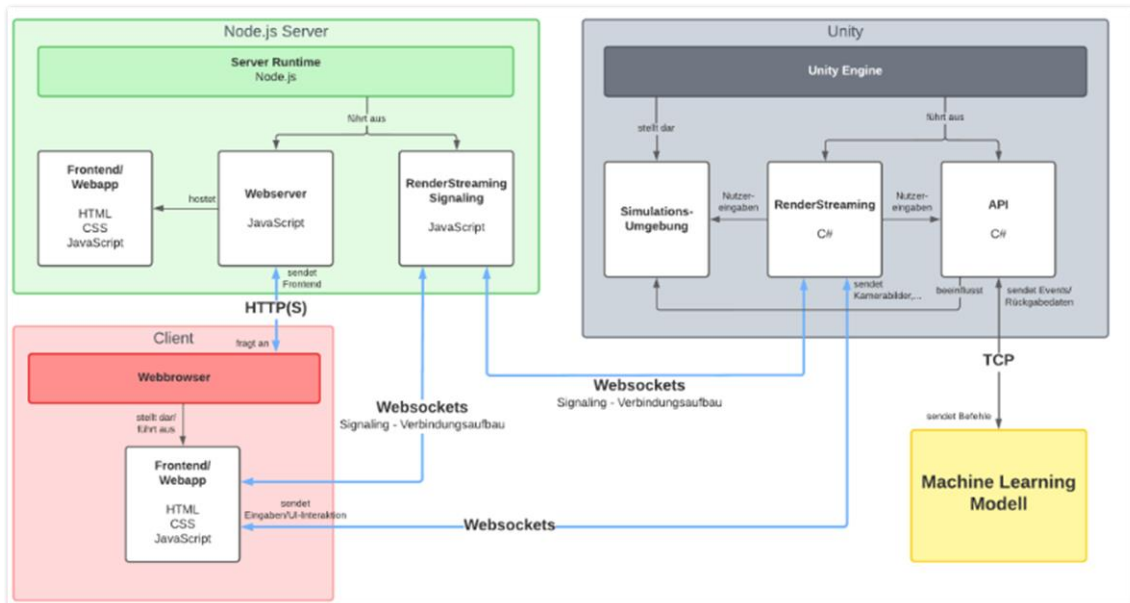 Node.js Server
Server Runtime
Node.js
führt aus
Frontend/
Webapp
HTML
CSS
JavaScript
hostet
Webserver
JavaScript
RenderStreaming
Signaling
JavaScript
sendet
Frontend
HTTP(S)
fragt an
Client
Webbrowser
stellt dar/
führt aus
Frontend/
Webapp
HTML
CSS
JavaScript
sendet
Eingaben/UI-Interaktion
Websockets
Signaling - Verbindungsaufbau
Websockets
Signaling - Verbindungsaufbau
Websockets
Unity
Unity Engine
stellt dar
führt aus
Simulations-
Umgebung
Nutzer-
eingaben
RenderStreaming
C#
Nutzer-
eingaben
API
C#
sendet
Kamerabilder,...
beeinflusst
sendet Events/
Rückgabedaten
TCP
sendet Befehle
Machine Learning
Modell